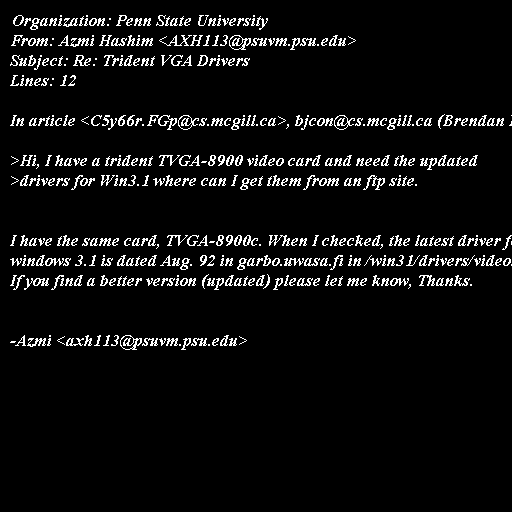 Organization: Penn State University
From: Azmi Hashim <AXH113@psuvm.psu.edu>
Subject: Re: Trident VGA Drivers
Lines: 12
In article <C5y66r.FGp@cs.mcgill.ca>, bjcon@cs.mcgill.ca (Brendan
>Hi, I have a trident TVGA-8900 video card and need the updated
>drivers for Win3.1 where can I get them from an ftp site.
I have the same card, TVGA-8900c. When I checked, the latest driver
windows 3.1 is dated Aug. 92 in garbo.uwasa.fi in /win31/drivers/video
If you find a better version (updated) please let me know, Thanks.
-Azmi <axh113@psuvm.psu.edu>